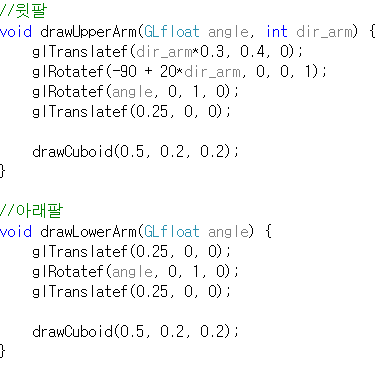 //윗팔
void drawUpperArm(GLfloat angle, int dir_arm) {
    glTranslatef(dir_arm*0.3, 0.4, 0);
    glRotatef(-90 + 20*dir_arm, 0, 0, 1);
    glRotatef(angle, 0, 1, 0);
    glTranslatef(0.25, 0, 0);

    drawCuboid(0.5, 0.2, 0.2);
}

//아래팔
void drawLowerArm(GLfloat angle) {
    glTranslatef(0.25, 0, 0);
    glRotatef(angle, 0, 1, 0);
    glTranslatef(0.25, 0, 0);

    drawCuboid(0.5, 0.2, 0.2);
}